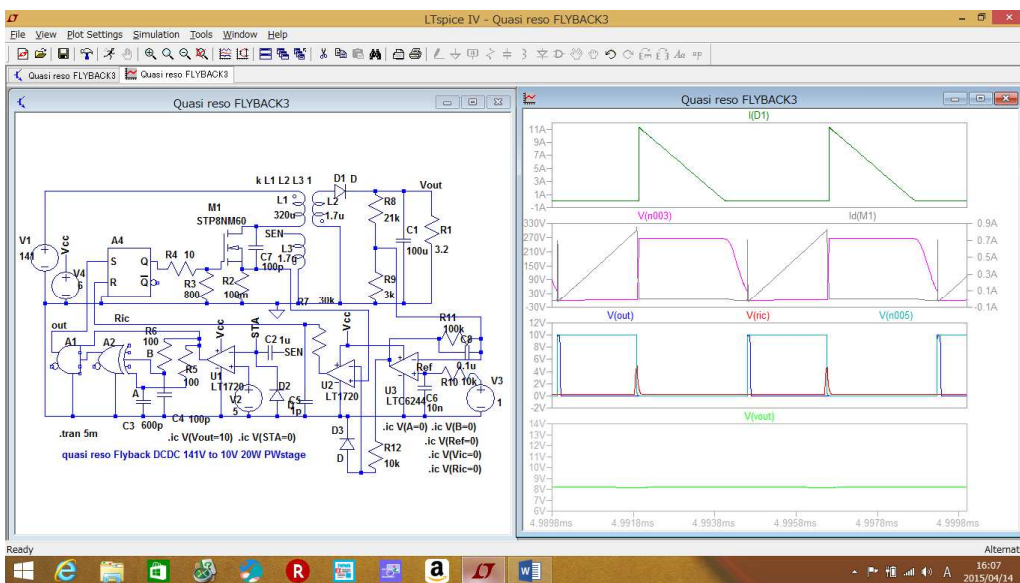 LTspice IV - Quasi reso FLYBACK3
File View Plot Settings Simulation Tools Window Help
Quasi reso FLYBACK3
Quasi reso FLYBACK3
Quasi reso FLYBACK3
k L1 L2 L3 1
D1 D
Vout
M1
STP8NM60
L1
320u
L2
1.7u
R8
21k
C1
100u
R1
3.2
V1
141
Vcc
A4
S Q
R Q
R4 10
SEN
L3
1.7u
C7
100p
V4
6
R3
800
R2
100m
R9
3k
R7 30k
out
Ric
A1
A2
R6
100
B
R5
100
A
Vcc
STA
C2 1u
SEN
Vcc
R11
100k
C8
0.1u
U1
LT1720
V2
5
D2
C5
1p
U2
LT1720
U3
LTC6244
Ref
R10 10k
C6
10n
V3
1
C3 600p
C4 100p
D3
D
R12
10k
.tran 5m
.ic V(Vout=10) .ic V(STA=0)
.ic V(A=0) .ic V(B=0)
.ic V(Ref=0)
.ic V(Vic=0)
.ic V(Ric=0)
quasi reso Flyback DCDC 141V to 10V 20W PWstage
Quasi reso FLYBACK3
I(D1)
11A
9A
7A
5A
3A
1A
-1A
V(n003) Id(M1)
330V 0.9A
270V 0.7A
210V 0.5A
150V 0.3A
90V 0.1A
30V -0.1A
-30V
V(out) V(ric) V(n005)
12V
10V
8V
6V
4V
2V
0V
-2V
V(vout)
14V
13V
12V
11V
10V
9V
8V
7V
6V
4.9898ms 4.9918ms 4.9938ms 4.9958ms 4.9978ms 4.9998ms
Ready
Alternat
R
a
W
A
16:07
2015/04/14